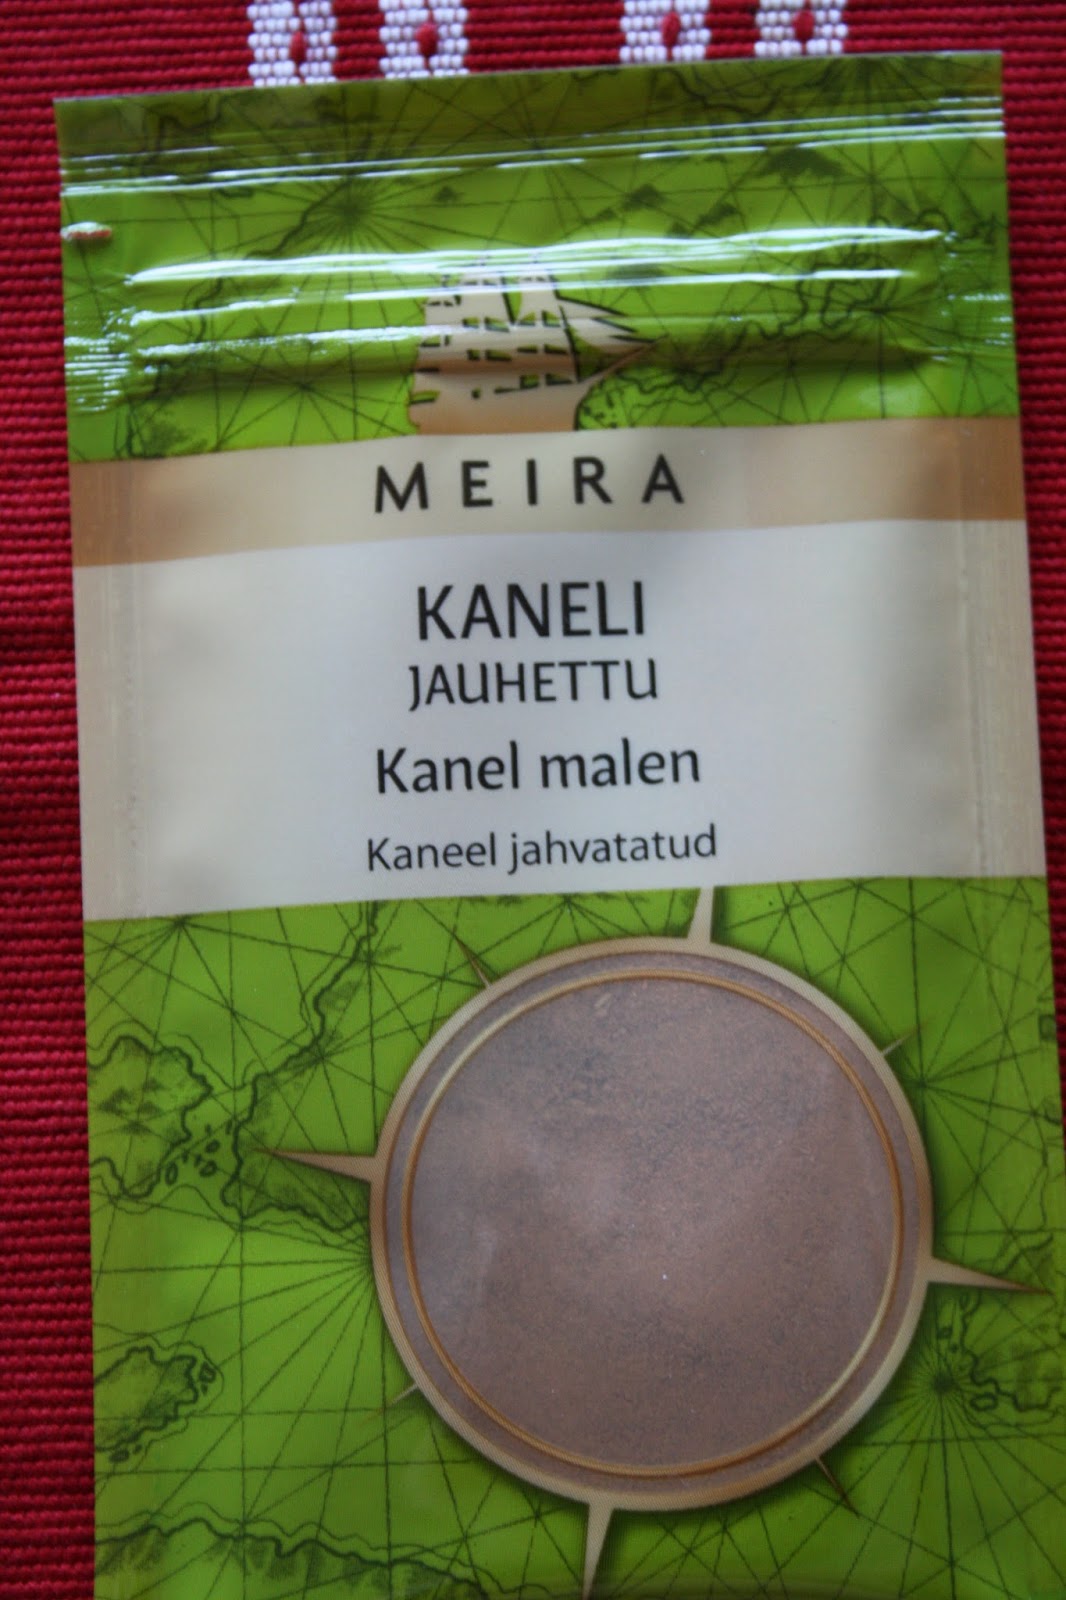 MEIRA
KANELI
JAUHETTU
Kanel malen
Kaneel jahvatatud